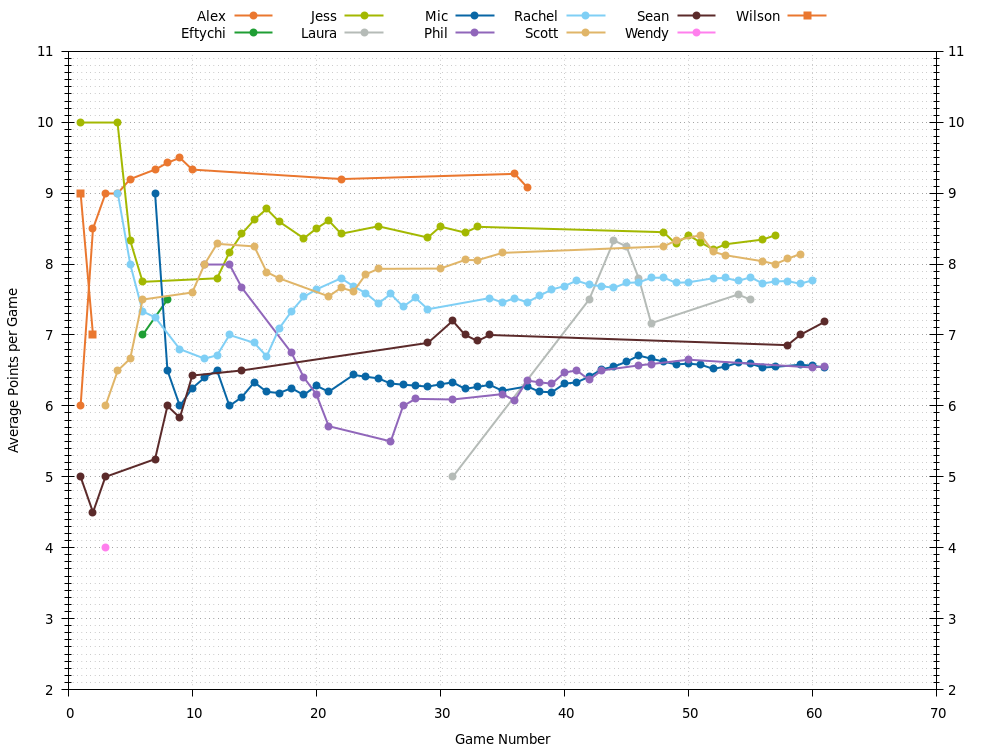 Alex Jess Mic Rachel Sean Wilson
Eftychi Laura Phil Scott Wendy
11 11
10 10
9 9
8 8
7 7
6 6
5 5
4 4
3 3
2 2
Average Points per Game
0 10 20 30 40 50 60 70
Game Number